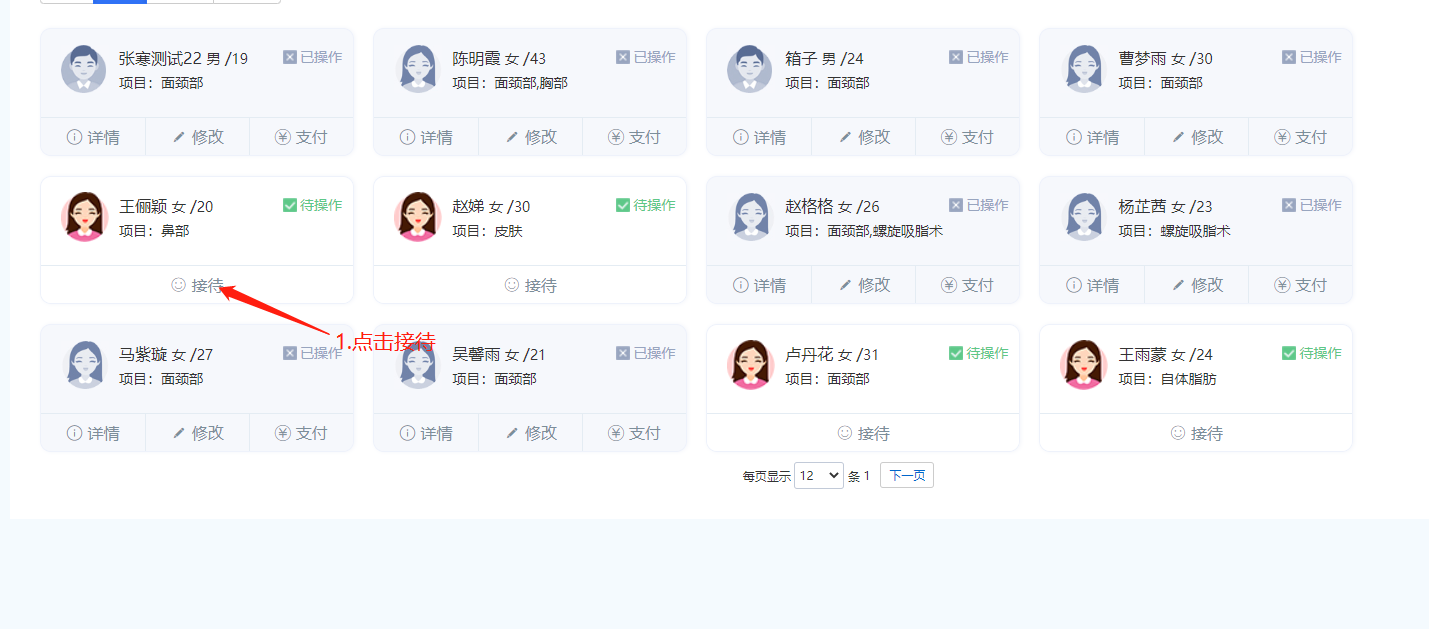 张寒测试22 男 /19 已操作
项目：面颈部
详情 修改 支付
陈明霞 女 /43 已操作
项目：面颈部,胸部
详情 修改 支付
箱子 男 /24 已操作
项目：面颈部
详情 修改 支付
曹梦雨 女 /30 已操作
项目：面颈部
详情 修改 支付
王俪颖 女 /20 待操作
项目：鼻部
接待
赵娣 女 /30 待操作
项目：皮肤
接待
赵格格 女 /26 已操作
项目：面颈部,螺旋吸脂术
详情 修改 支付
杨芷茜 女 /23 已操作
项目：螺旋吸脂术
详情 修改 支付
1.点击接待
马紫璇 女 /27 已操作
项目：面颈部
详情 修改 支付
吴馨雨 女 /21 已操作
项目：面颈部
详情 修改 支付
卢丹花 女 /31 待操作
项目：面颈部
接待
王雨蒙 女 /24 待操作
项目：自体脂肪
接待
每页显示 12 条 1 下一页